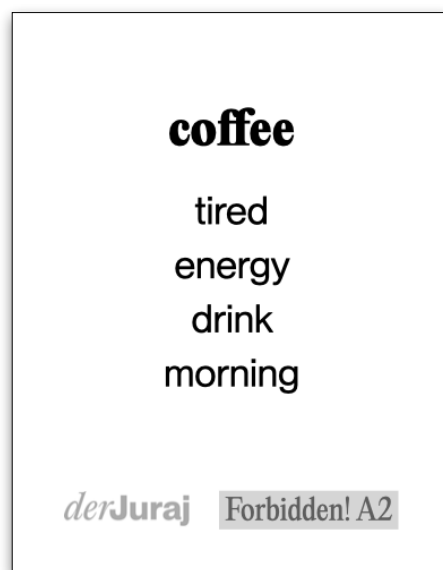 coffee
tired
energy
drink
morning
derJuraj Forbidden! A2